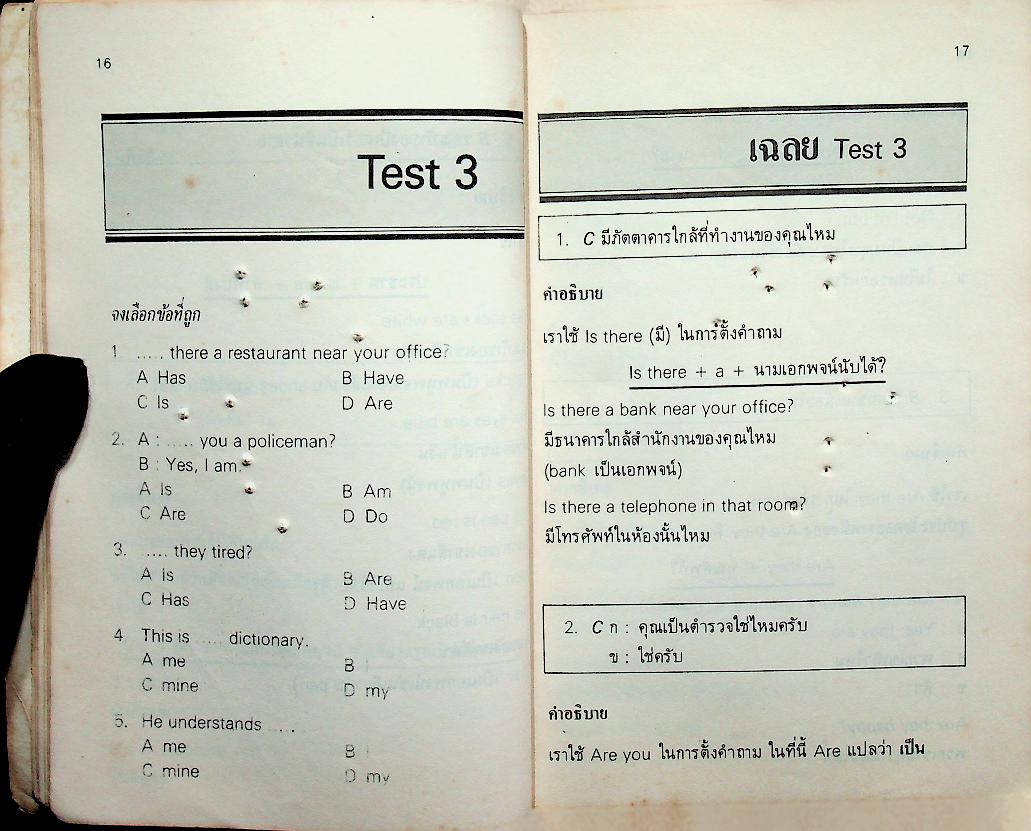 16
Test 3
จงเลือกข้อที่ถูก
1 ..... there a restaurant near your office?
A Has B Have
C Is D Are
2. A : ..... you a policeman?
B : Yes, I am.
A Is B Am
C Are D Do
3. ..... they tired?
A is B Are
C Has D Have
4 This is ..... dictionary.
A me B I
C mine D my
5. He understands .....
A me B I
C mine D my
17
เฉลย Test 3
1. C มีภัตตาคารใกล้ที่ทำงานของคุณไหม
คำอธิบาย
เราใช้ Is there (มี) ในการตั้งคำถาม
Is there + a + นามเอกพจน์นับได้?
Is there a bank near your office?
มีธนาคารใกล้สำนักงานของคุณไหม
(bank เป็นเอกพจน์)
Is there a telephone in that room?
มีโทรศัพท์ในห้องนั้นไหม
2. C ก : คุณเป็นตำรวจใช่ไหมครับ
ข : ใช่ครับ
คำอธิบาย
เราใช้ Are you ในการตั้งคำถาม ในที่นี้ Are แปลว่า เป็น